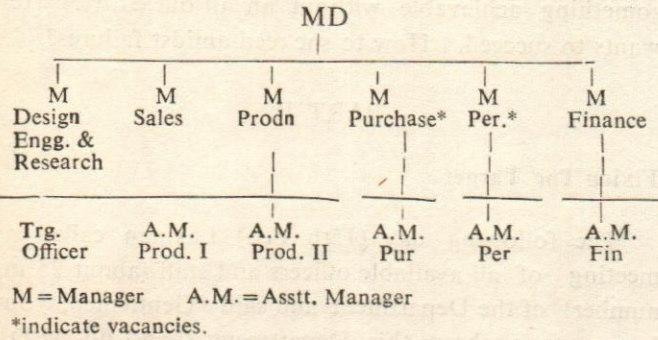 MD
M M M M M M
Design Sales Prodn Purchase* Per.* Finance
Engg. &
Research
Trg. A.M. A.M. A.M. A.M. A.M.
Officer Prod. I Prod. II Pur Per Fin
M = Manager A.M. = Asstt. Manager
*indicate vacancies.